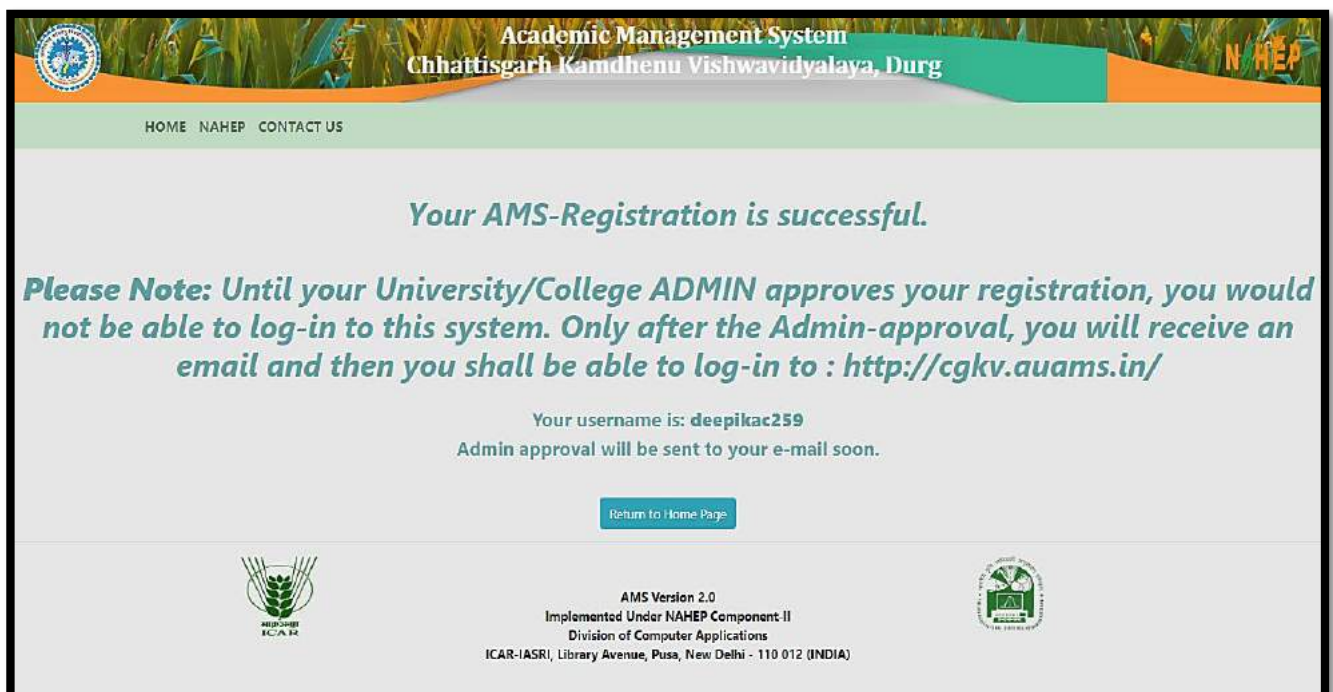 Academic Management System
Chhattisgarh Kamdhenu Vishwavidyalaya, Durg
NAHEP
HOME NAHEP CONTACT US
Your AMS-Registration is successful.
Please Note: Until your University/College ADMIN approves your registration, you would
not be able to log-in to this system. Only after the Admin-approval, you will receive an
email and then you shall be able to log-in to : http://cgkv.auams.in/
Your username is: deepikac259
Admin approval will be sent to your e-mail soon.
Return to Home Page
ICAR
AMS Version 2.0
Implemented Under NAHEP Component-II
Division of Computer Applications
ICAR-IASRI, Library Avenue, Pusa, New Delhi - 110 012 (INDIA)